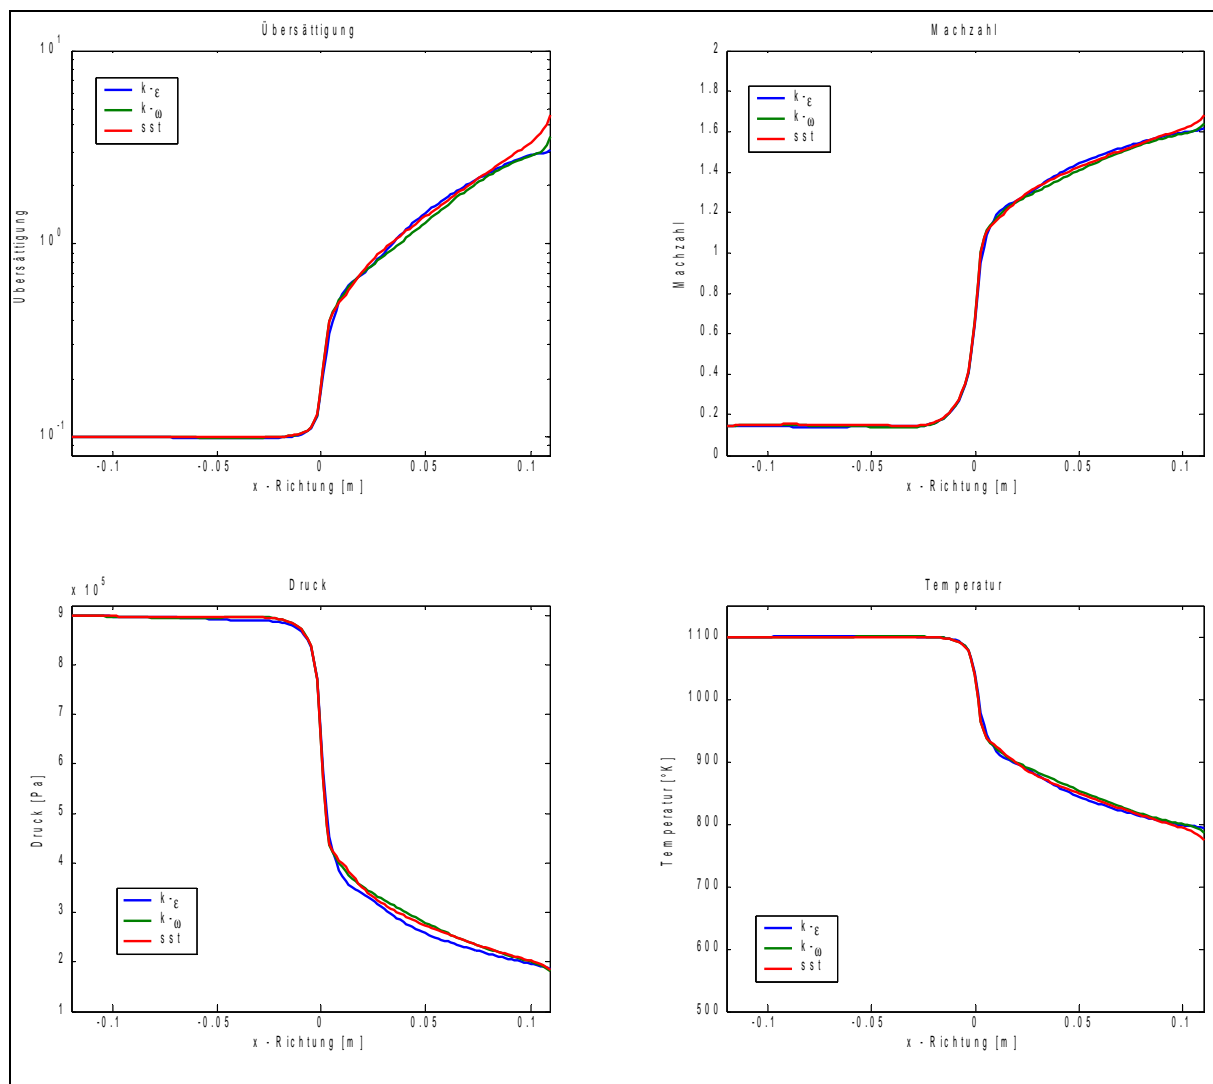 Übersättigung
Übersättigung
10^1
10^0
10^-1
k-ε
k-ω
sst
-0.1 -0.05 0 0.05 0.1
x - Richtung [m]
Machzahl
Machzahl
2
1.8
1.6
1.4
1.2
1
0.8
0.6
0.4
0.2
0
k-ε
k-ω
sst
-0.1 -0.05 0 0.05 0.1
x - Richtung [m]
Druck
x 10^5
Druck [Pa]
9
8
7
6
5
4
3
2
1
k-ε
k-ω
sst
-0.1 -0.05 0 0.05 0.1
x - Richtung [m]
Temperatur
Temperatur [°K]
1100
1000
900
800
700
600
500
k-ε
k-ω
sst
-0.1 -0.05 0 0.05 0.1
x - Richtung [m]